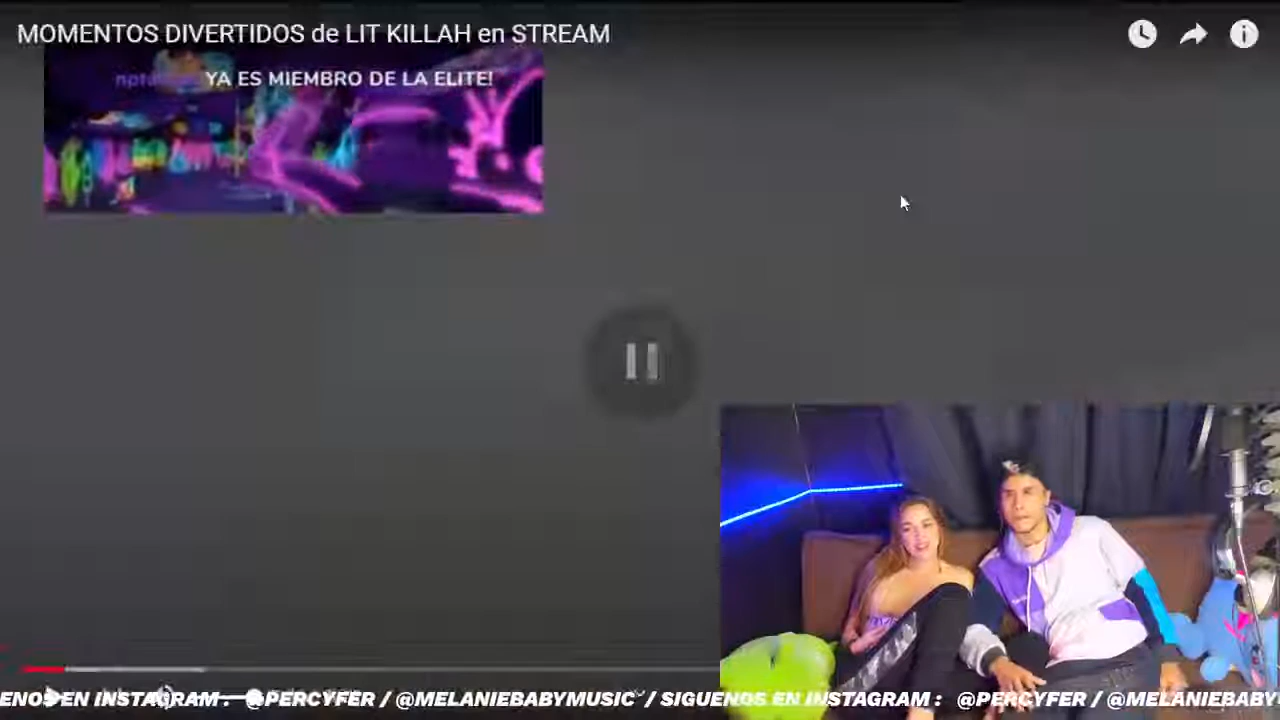 MOMENTOS DIVERTIDOS de LIT KILLAH en STREAM
YA ES MIEMBRO DE LA ELITE!
ENOS EN INSTAGRAM : @PERCYFER / @MELANIEBABYMUSIC / SIGUENOS EN INSTAGRAM : @PERCYFER / @MELANIEBABY